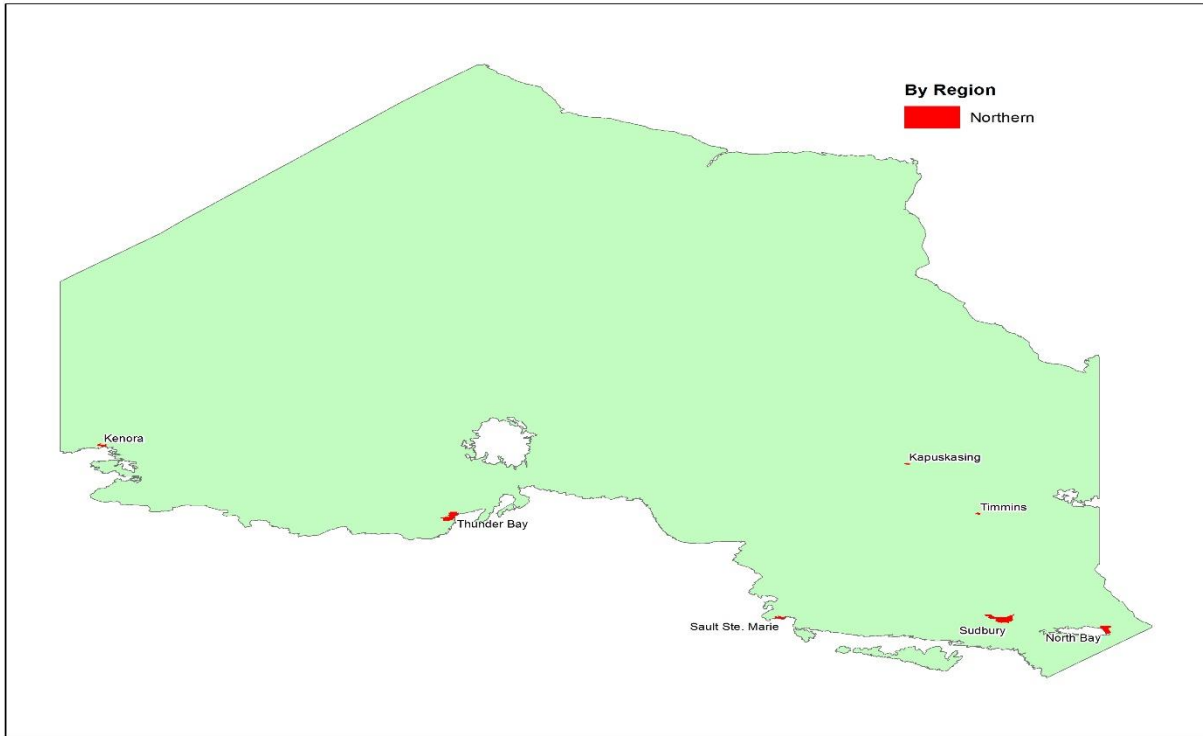 By Region
Northern
Kenora
Kapuskasing
Timmins
Thunder Bay
Sault Ste. Marie
Sudbury
North Bay